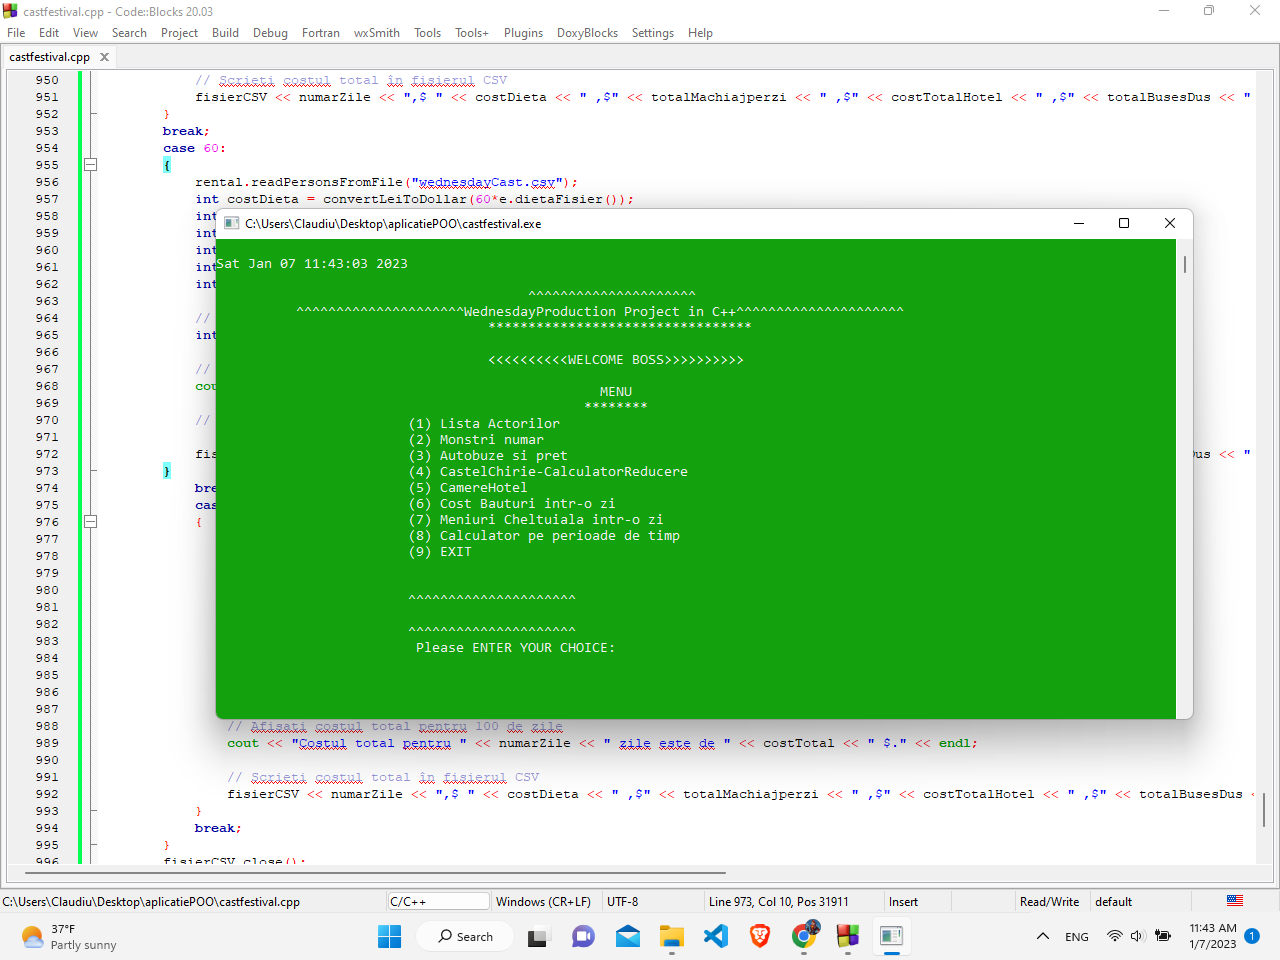 castfestival.cpp - Code::Blocks 20.03
File Edit View Search Project Build Debug Fortran wxSmith Tools Tools+ Plugins DoxyBlocks Settings Help
castfestival.cpp
950 // Scrieti costul total în fisierul CSV
951 fisierCSV << numarZile << ",$ " << costDieta << " ,$" << totalMachiajperzi << " ,$" << costTotalHotel << " ,$" << totalBusesDus << "
952 }
953 break;
954 case 60:
955 {
956 rental.readPersonsFromFile("wednesdayCast.csv");
957 int costDieta = convertLeiToDollar(60*e.dietaFisier());
958 int
959 int
960 int
961 int
962 int
963
964 //
965 int
966
967 //
968 cou
969
970 //
971
972 fis us << "
973 }
974 bre
975 cas
976 {
977
978
979
980
981
982
983
984
985
986
987
988 // Afisati costul total pentru 100 de zile
989 cout << "Costul total pentru " << numarZile << " zile este de " << costTotal << " $." << endl;
990
991 // Scrieti costul total în fisierul CSV
992 fisierCSV << numarZile << ",$ " << costDieta << " ,$" << totalMachiajperzi << " ,$" << costTotalHotel << " ,$" << totalBusesDus <
993 }
994 break;
995 }
996 fisierCSV.close();
C:\Users\Claudiu\Desktop\aplicatiePOO\castfestival.exe
Sat Jan 07 11:43:03 2023
^^^^^^^^^^^^^^^^^^^^^
^^^^^^^^^^^^^^^^^^^^^WednesdayProduction Project in C++^^^^^^^^^^^^^^^^^^^^^
*********************************
<<<<<<<<<<WELCOME BOSS>>>>>>>>>>
MENU
********
(1) Lista Actorilor
(2) Monstri numar
(3) Autobuze si pret
(4) CastelChirie-CalculatorReducere
(5) CamereHotel
(6) Cost Bauturi intr-o zi
(7) Meniuri Cheltuiala intr-o zi
(8) Calculator pe perioade de timp
(9) EXIT
^^^^^^^^^^^^^^^^^^^^^
^^^^^^^^^^^^^^^^^^^^^
Please ENTER YOUR CHOICE:
C:\Users\Claudiu\Desktop\aplicatiePOO\castfestival.cpp C/C++ Windows (CR+LF) UTF-8 Line 973, Col 10, Pos 31911 Insert Read/Write default
37°F
Partly sunny
Search
ENG
11:43 AM
1/7/2023
1